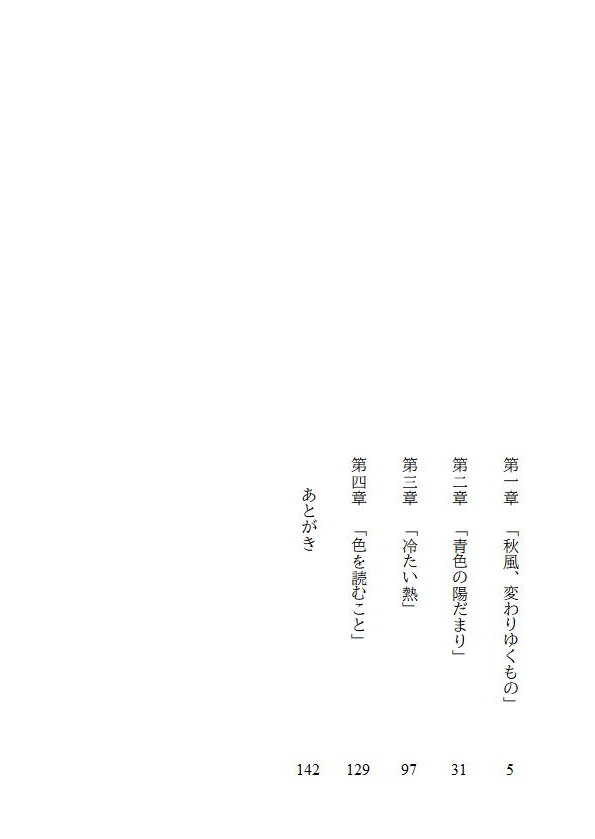 第一章　「秋風、変わりゆくもの」　5
第二章　「青色の陽だまり」　31
第三章　「冷たい熱」　97
第四章　「色を読むこと」　129
あとがき　142